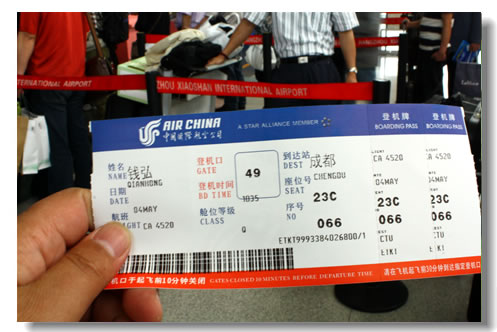 INTERNATIONAL AIRPORT
ZHOU XIAOSHAN INTERNATIONAL AIRPORT
AIR CHINA
中国国际航空公司
A STAR ALLIANCE MEMBER
登机牌
BOARDING PASS
登机牌
BOARDING PASS
姓名
NAME 钱弘
QIANHONG
登机口
GATE 49
到达站
DEST 成都
CHENGDU
CA 4520
CA 4520
日期
DATE
04MAY
登机时间
BD TIME
1035
座位号
SEAT 23C
04MAY
23C
04MAY
23C
航班
FLIGHT CA 4520
舱位等级
CLASS
Q
序号
NO 066
066
066
ETKT9993384026800/1
CTU
ETKT
CTU
ETKT
机口于起飞前10分钟关闭 GATES CLOSED 10 MINUTES BEFORE DEPARTURE TIME
请在飞机起飞前30分钟到达指定登机